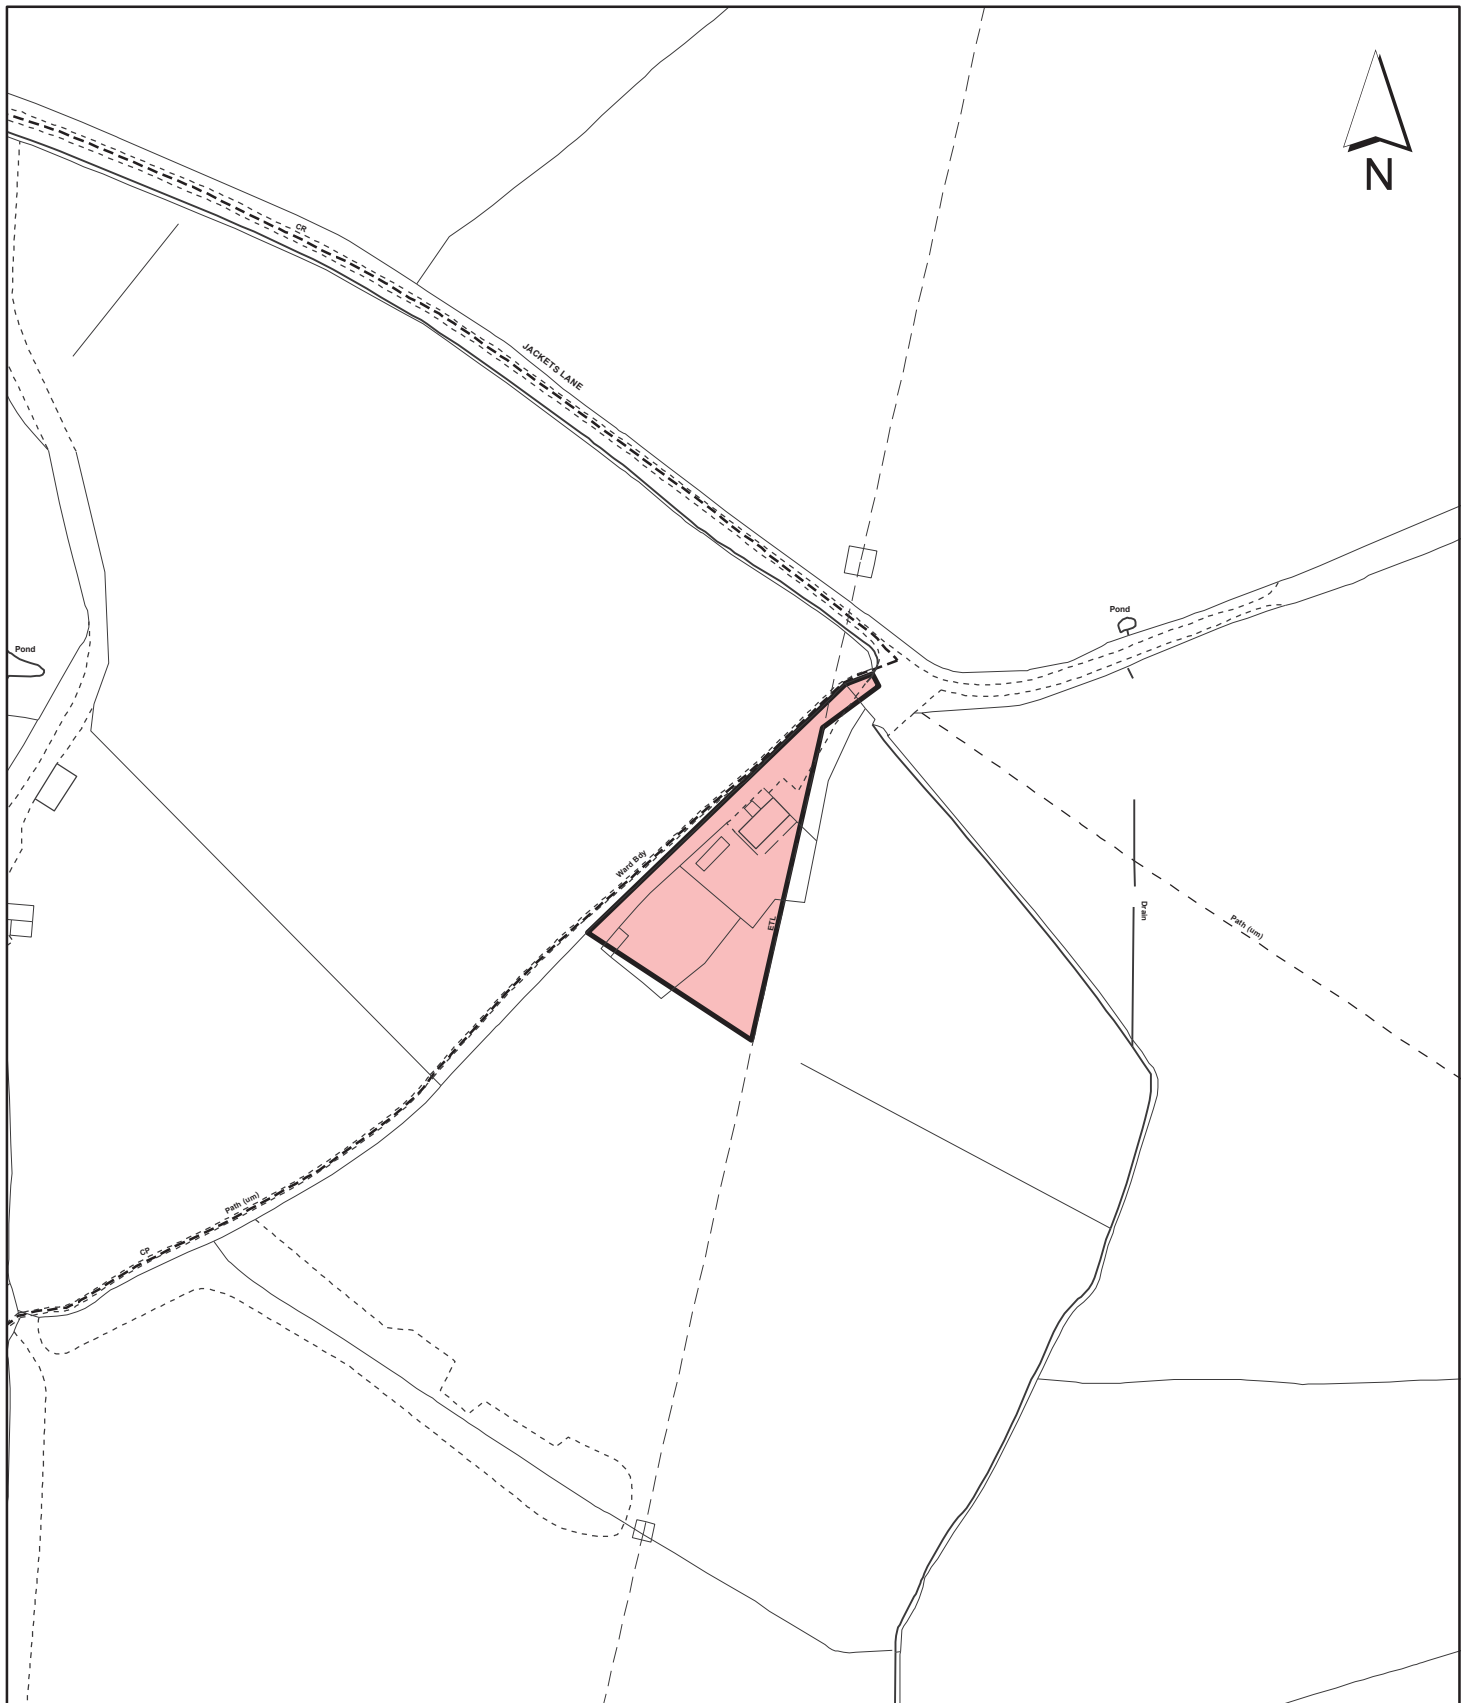 N
CR
JACKETS LANE
Pond
Pond
Ward Bdy
ETL
Drain
Path (um)
Path (um)
CP